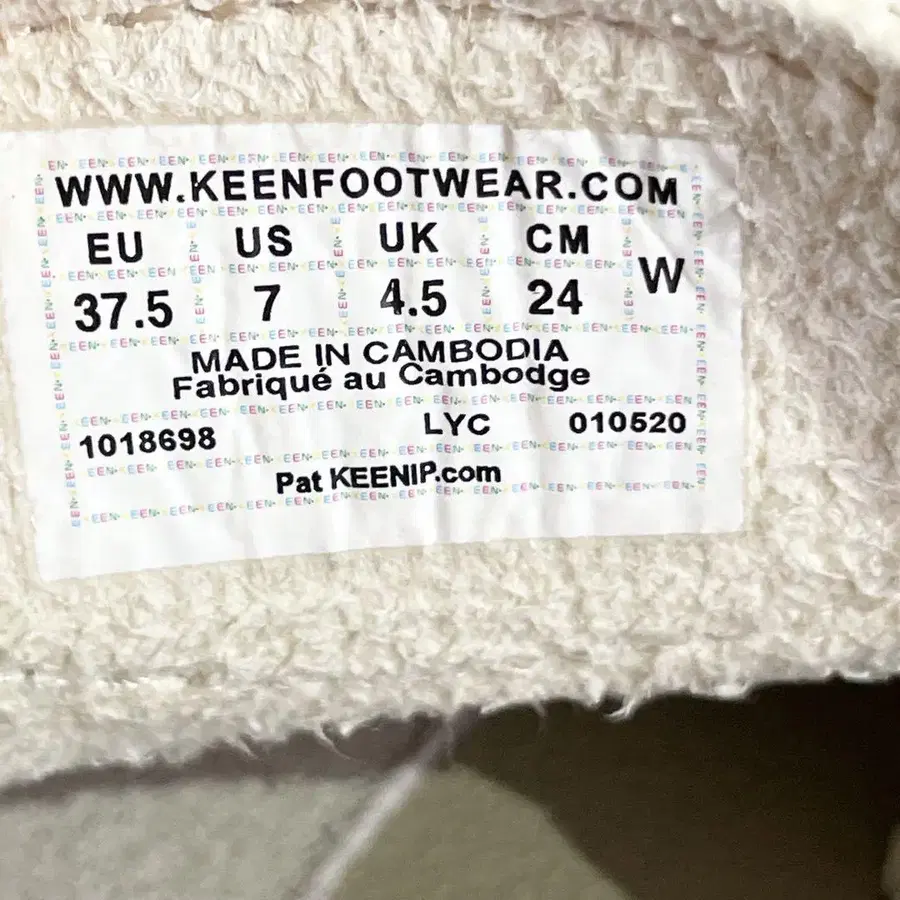 WWW.KEENFOOTWEAR.COM
EU US UK CM W
37.5 7 4.5 24
MADE IN CAMBODIA
Fabriqué au Cambodge
1018698 LYC 010520
Pat KEENIP.com